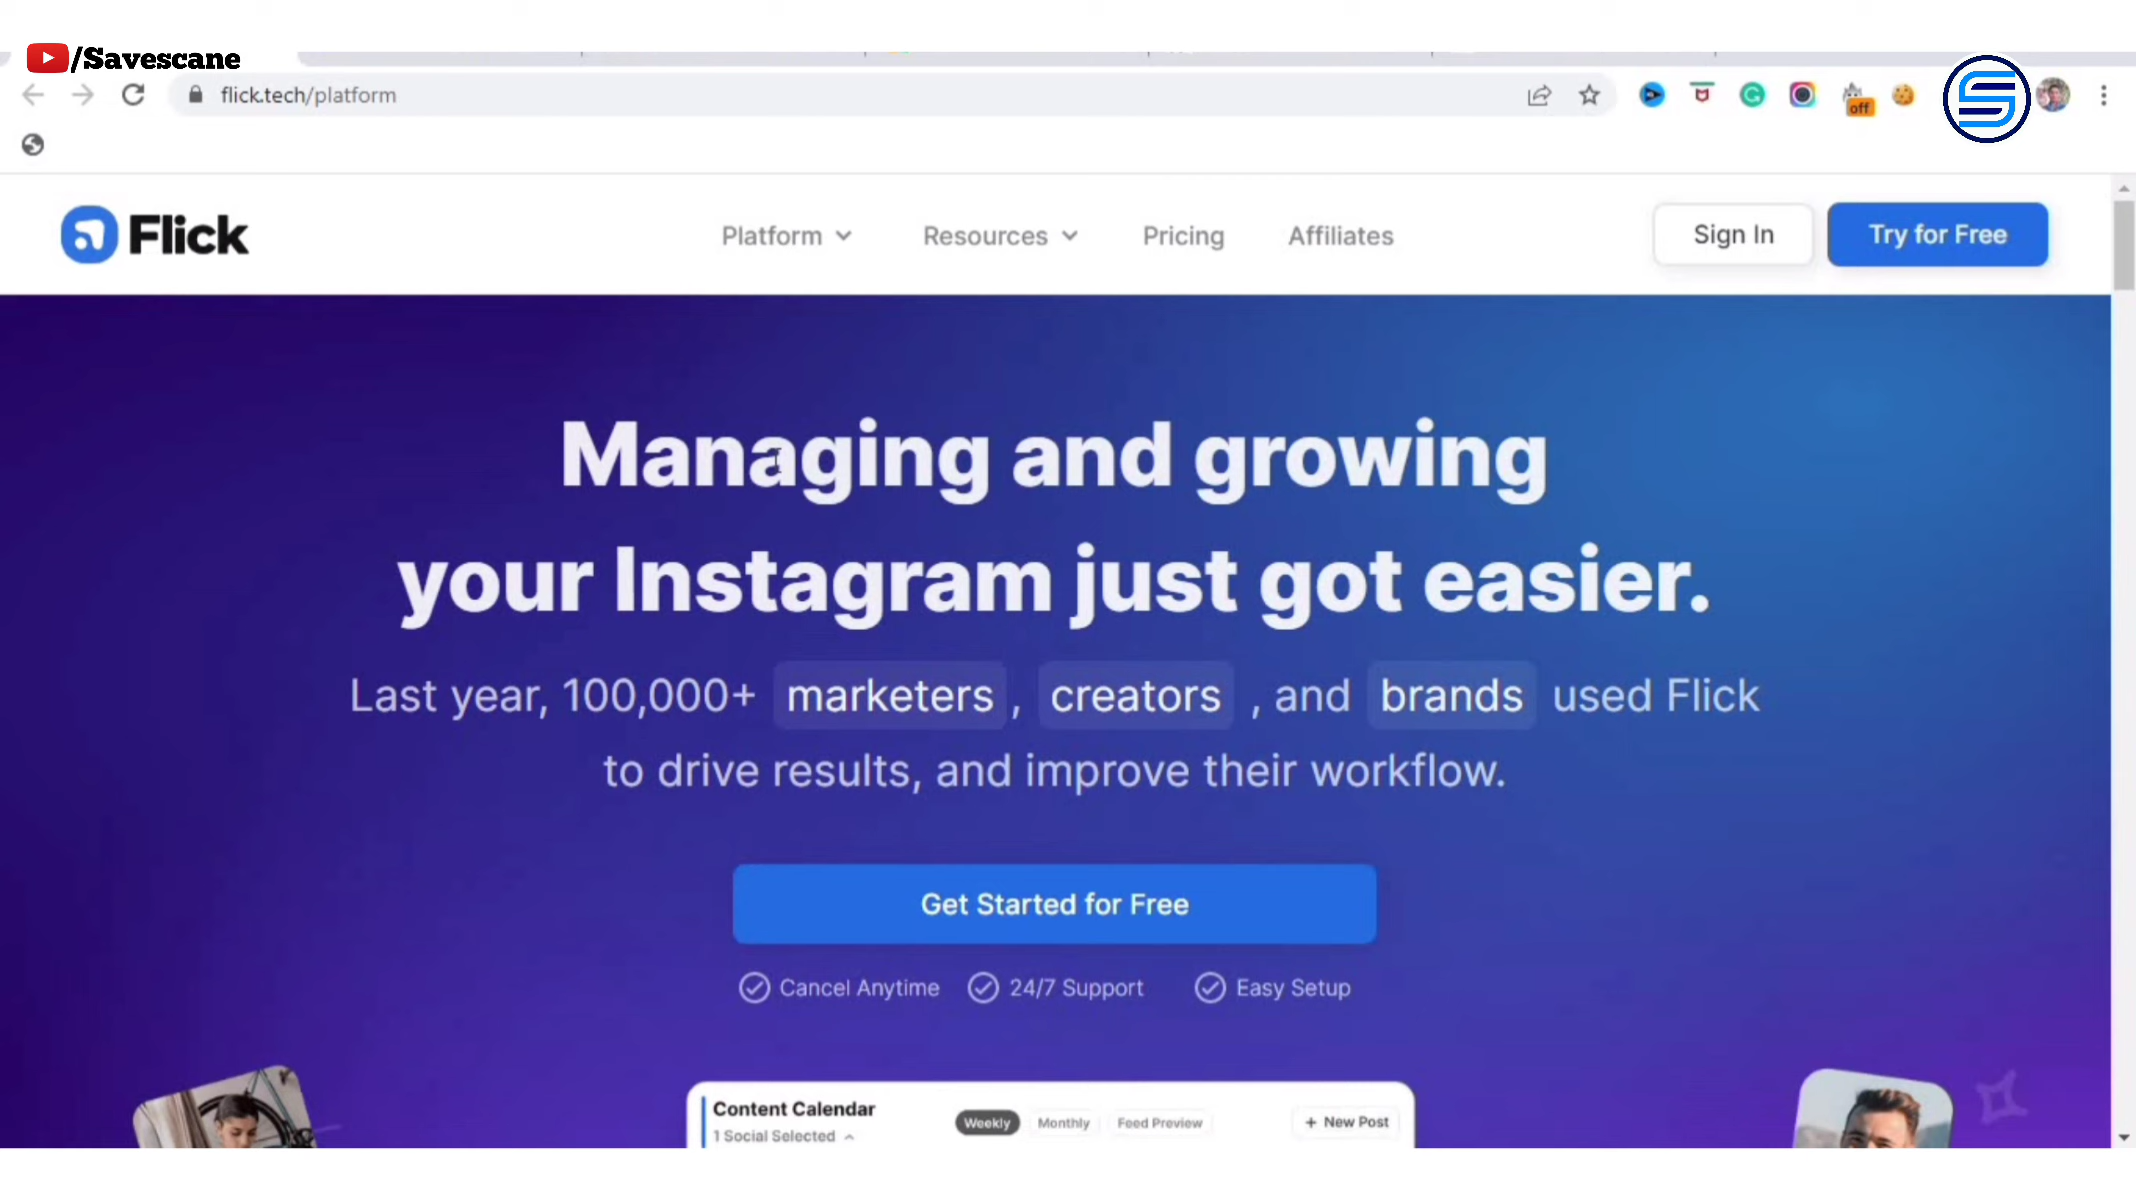 /Savescane
flick.tech/platform
off
Flick
Platform
Resources
Pricing
Affiliates
Sign In
Try for Free
Managing and growing
your Instagram just got easier.
Last year, 100,000+ marketers, creators, and brands used Flick
to drive results, and improve their workflow.
Get Started for Free
Cancel Anytime
24/7 Support
Easy Setup
Content Calendar
1 Social Selected
Weekly
Monthly
Feed Preview
+ New Post